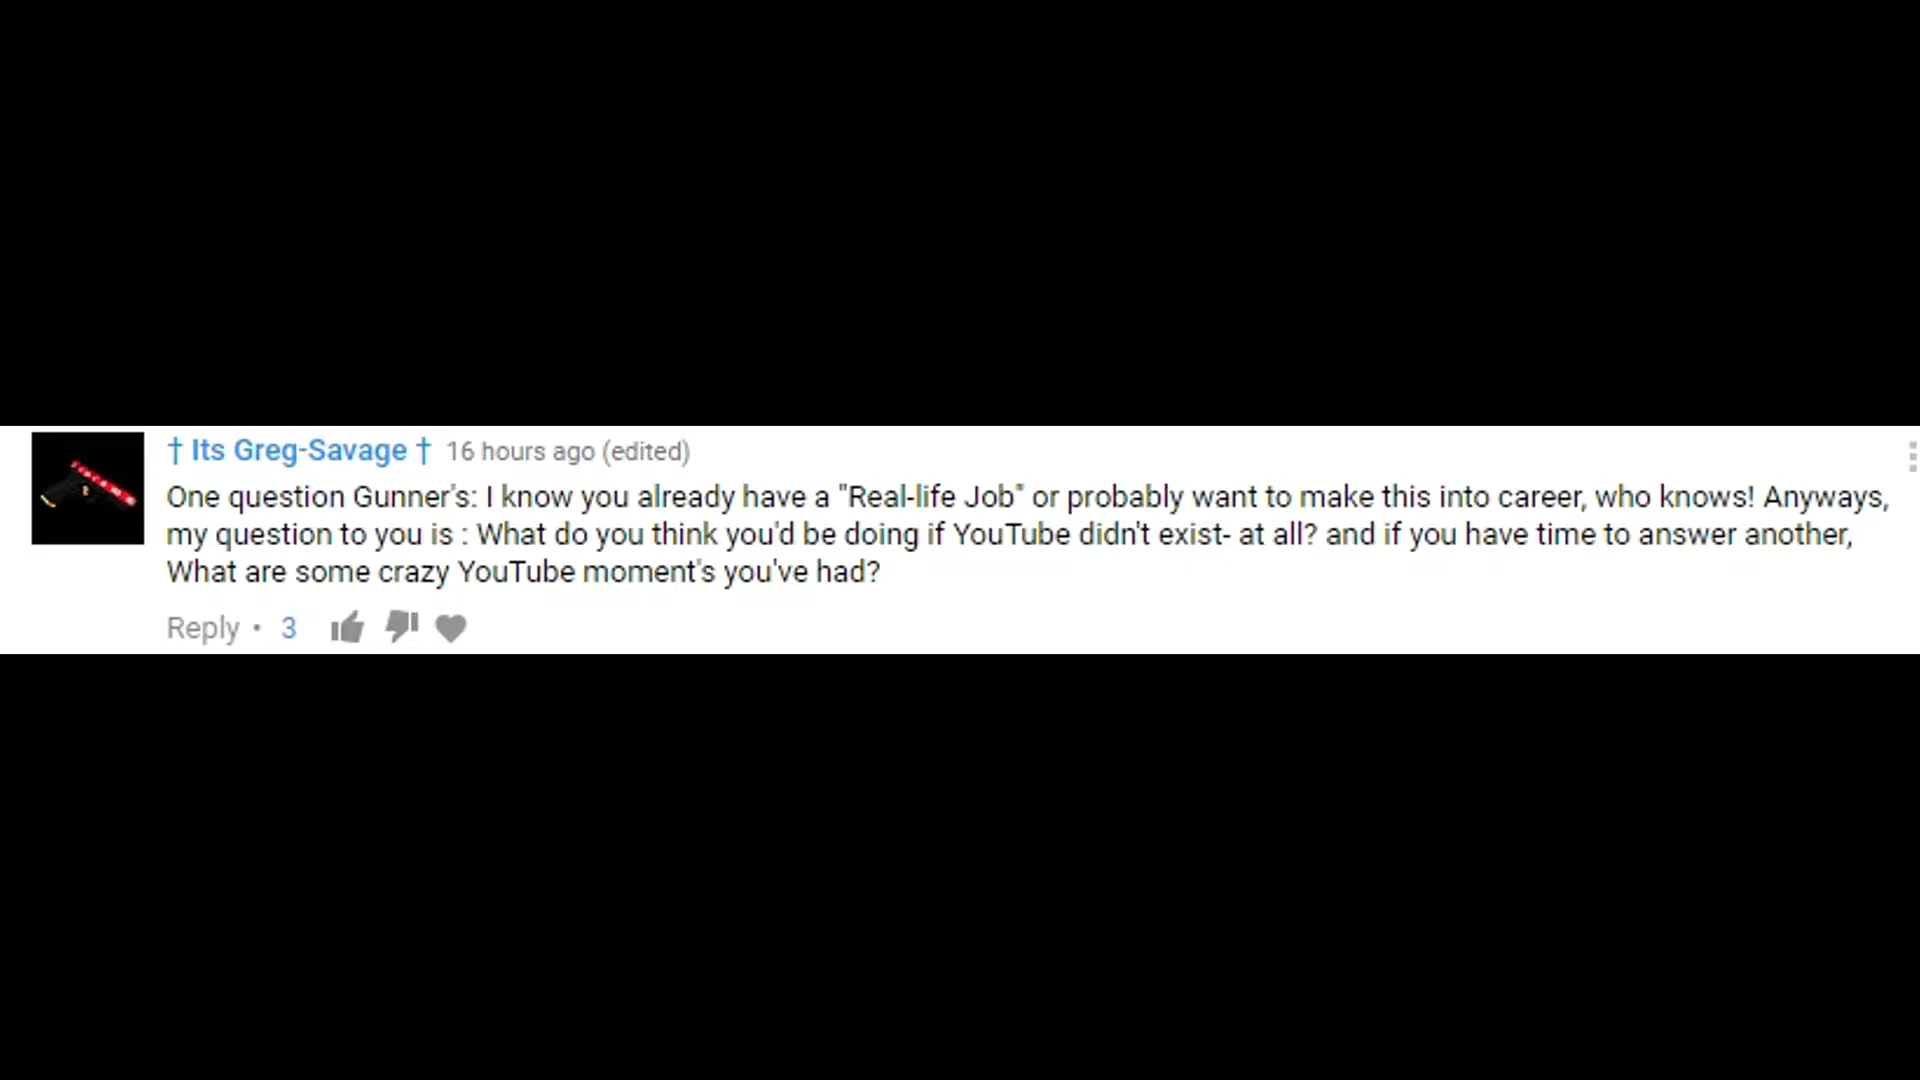 † Its Greg-Savage † 16 hours ago (edited)
One question Gunner's: I know you already have a "Real-life Job" or probably want to make this into career, who knows! Anyways,
my question to you is : What do you think you'd be doing if YouTube didn't exist- at all? and if you have time to answer another,
What are some crazy YouTube moment's you've had?
Reply • 3